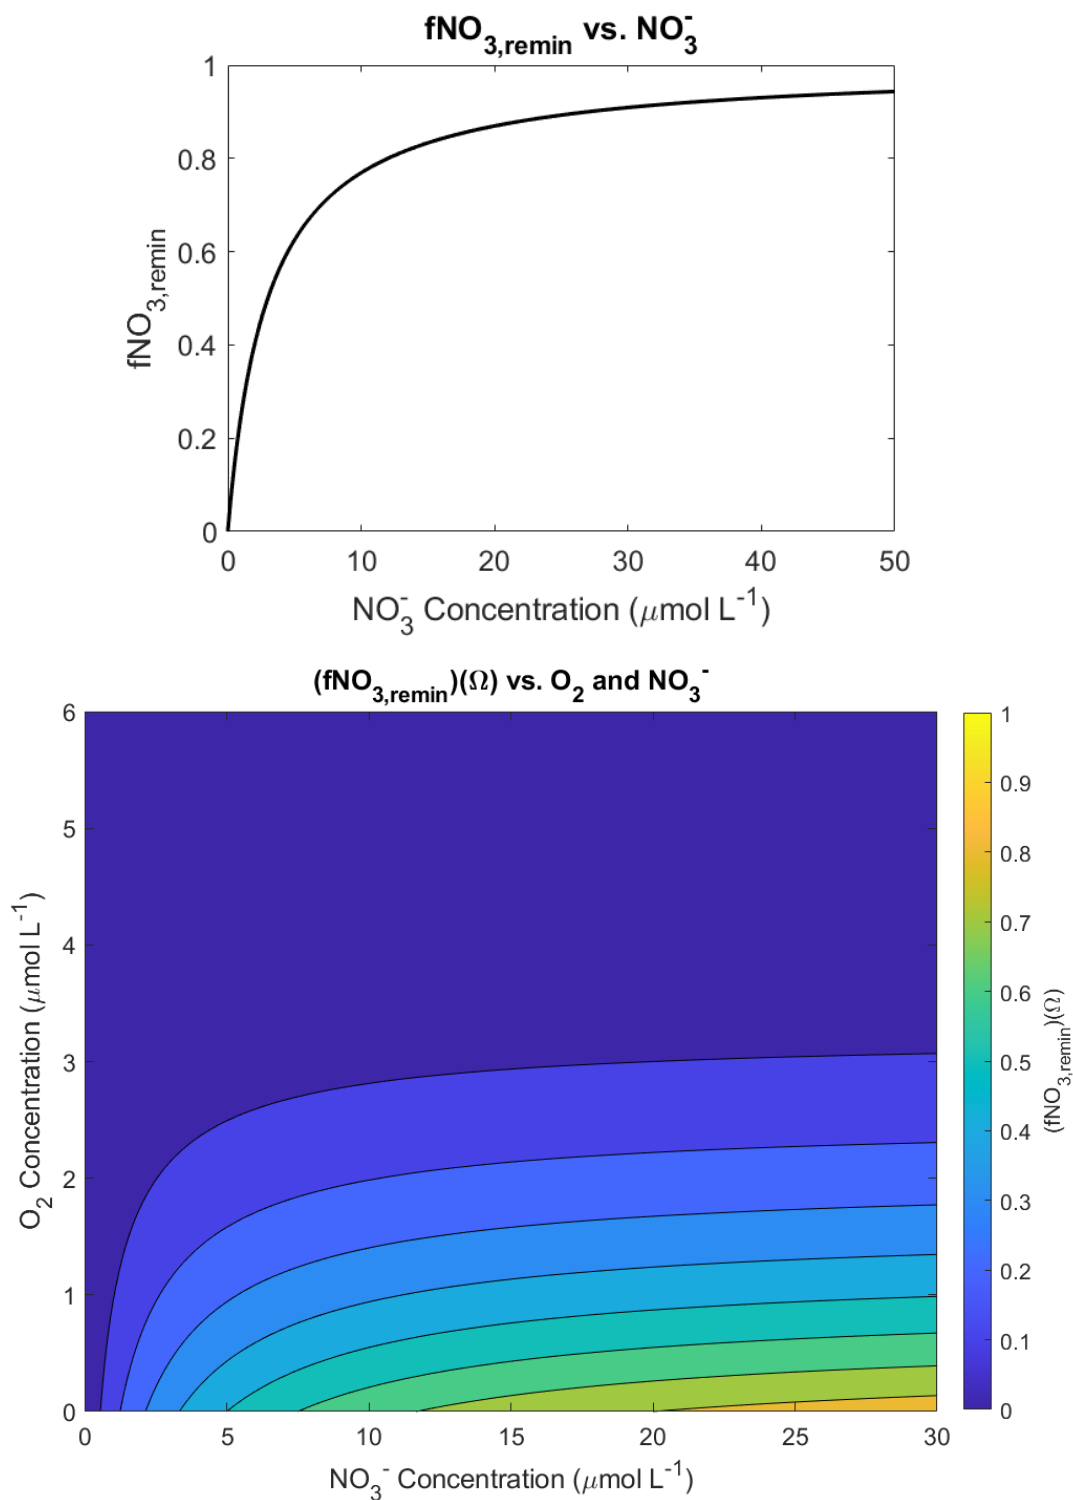 fNO₃,remin vs. NO₃⁻
1
0.8
0.6
0.4
0.2
0
fNO₃,remin
0 10 20 30 40 50
NO₃⁻ Concentration (μmol L⁻¹)
(fNO₃,remin)(Ω) vs. O₂ and NO₃⁻
6
5
4
3
2
1
0
O₂ Concentration (μmol L⁻¹)
0 5 10 15 20 25 30
NO₃⁻ Concentration (μmol L⁻¹)
1
0.9
0.8
0.7
0.6
0.5
0.4
0.3
0.2
0.1
0
(fNO₃,remin)(Ω)